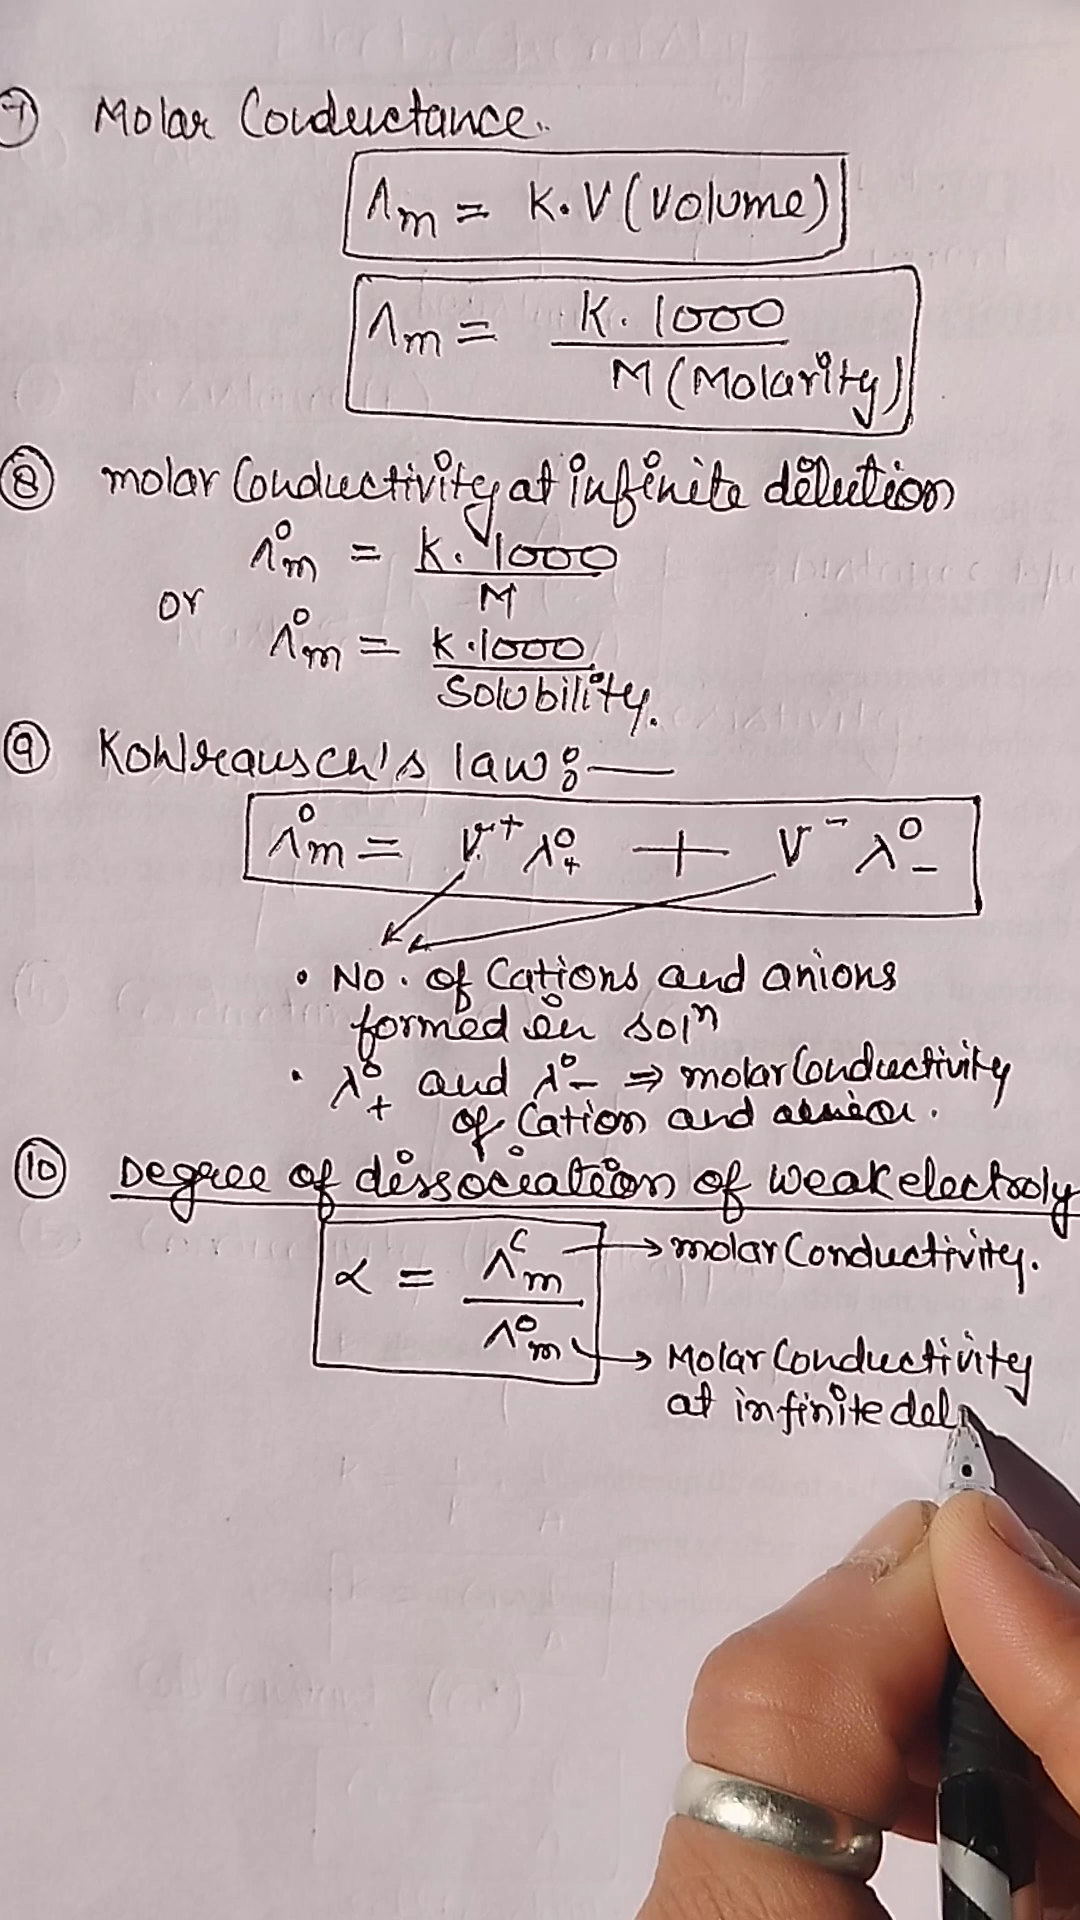 ⑦ Molar Conductance.
Λm = K.V (Volume)
Λm = K. 1000
M (Molarity)
⑧ molar Conductivity at infinite dilution
Λ°m = K. 1000
M
or
Λ°m = K.1000
Solubility.
⑨ Kohlreausch's law :—
Λ°m = V⁺ λ°₊ + V⁻ λ°₋
• No. of Cations and anions
formed in solⁿ
• λ°₊ and λ°₋ ⇒ molar Conductivity
of Cation and anion.
⑩ Degree of dissociation of weak electroly
α = Λᶜm → molar Conductivity.
Λ°m → Molar Conductivity
at infinite del